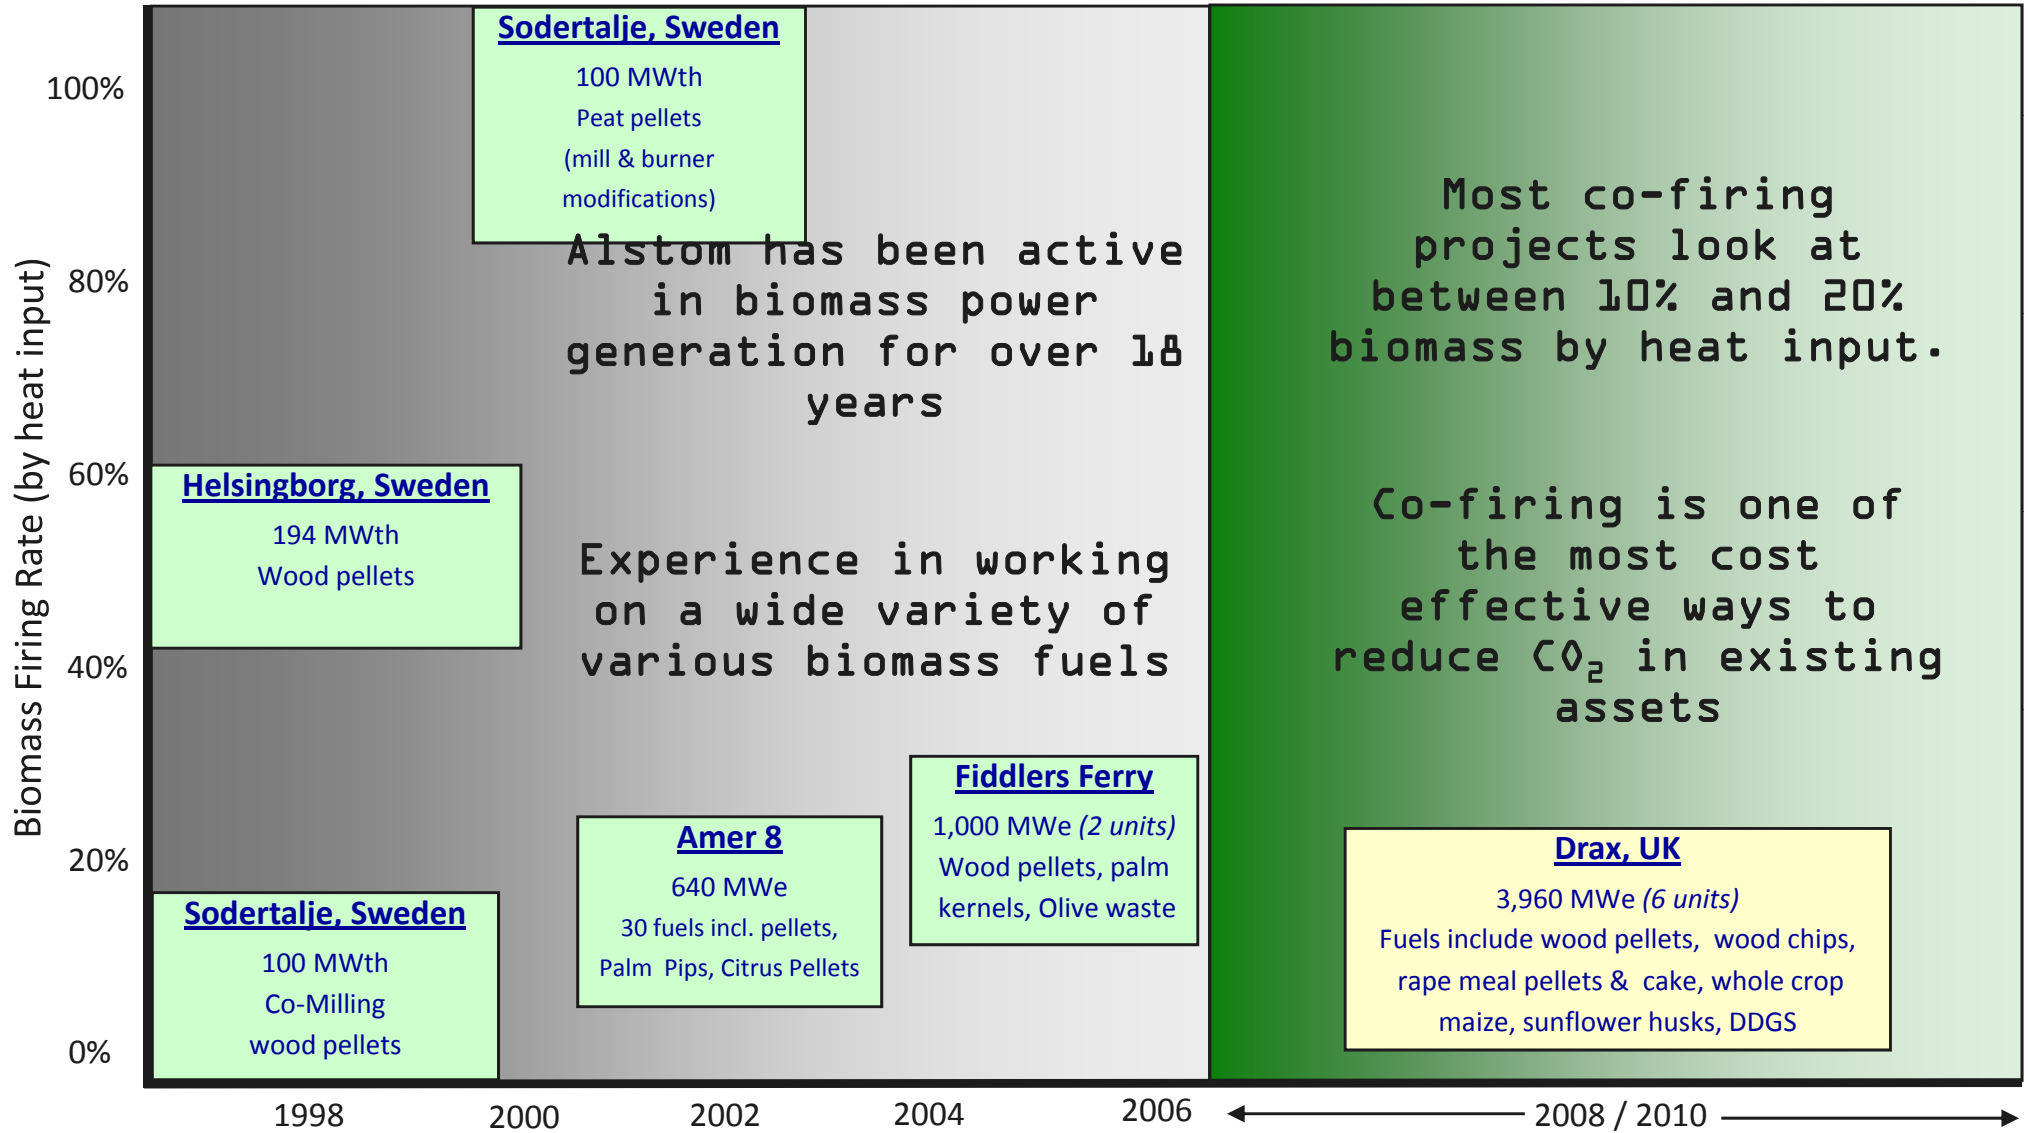 Biomass Firing Rate (by heat input)
100%
80%
60%
40%
20%
0%
Sodertalje, Sweden
100 MWth
Peat pellets
(mill & burner
modifications)
Alstom has been active
in biomass power
generation for over 18
years
Helsingborg, Sweden
194 MWth
Wood pellets
Experience in working
on a wide variety of
various biomass fuels
Sodertalje, Sweden
100 MWth
Co-Milling
wood pellets
Amer 8
640 MWe
30 fuels incl. pellets,
Palm Pips, Citrus Pellets
Fiddlers Ferry
1,000 MWe (2 units)
Wood pellets, palm
kernels, Olive waste
Most co-firing
projects look at
between 10% and 20%
biomass by heat input.
Co-firing is one of
the most cost
effective ways to
reduce CO₂ in existing
assets
Drax, UK
3,960 MWe (6 units)
Fuels include wood pellets, wood chips,
rape meal pellets & cake, whole crop
maize, sunflower husks, DDGS
1998
2000
2002
2004
2006
2008 / 2010